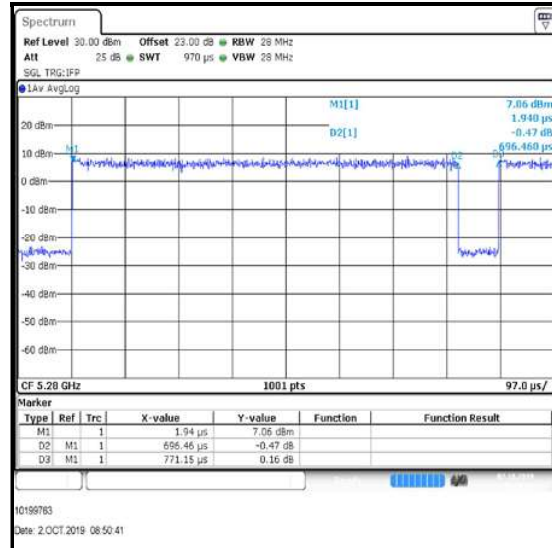 Spectrum
Ref Level 30.00 dBm Offset 23.00 dB RBW 28 MHz
Att 25 dB SWT 970 µs VBW 28 MHz
SGL TRG:IFP
1Av AvgLog
M1[1] 7.06 dBm
1.940 µs
20 dBm
D2[1] -0.47 dB
696.460 µs
10 dBm
M1
D2
0 dBm
-10 dBm
-20 dBm
-30 dBm
-40 dBm
-50 dBm
-60 dBm
CF 5.28 GHz 1001 pts 97.0 µs/
Marker
Type Ref Trc X-value Y-value Function Function Result
M1 1 1.94 µs 7.06 dBm
D2 M1 1 696.46 µs -0.47 dB
D3 M1 1 771.15 µs 0.16 dB
10199763
Date: 2.OCT.2019 08:50:41